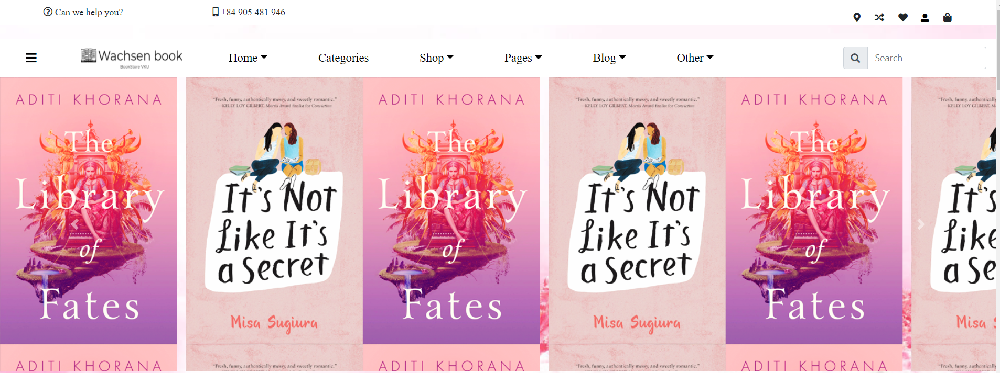 Can we help you?
+84 905 481 946
Wachsen book
BookStore VKU
Home
Categories
Shop
Pages
Blog
Other
Search
ADITI KHORANA
The
Library
of
Fates
"Fresh, funny, authentically messy, and sweetly romantic."
—KELLY LOY GILBERT, Morris Award finalist for Conviction
It's Not
Like It's
a Secret
Misa Sugiura
ADITI KHORANA
The
Library
of
Fates
"Fresh, funny, authentically messy, and sweetly romantic."
—KELLY LOY GILBERT, Morris Award finalist for Conviction
It's Not
Like It's
a Secret
Misa Sugiura
ADITI KHORANA
The
Library
of
Fates
"Fresh, funny, authentically
—KELLY LOY GILBERT, M
It's
Like
a Se
Misa S
ADITI KHORANA
"Fresh, funny, authentically messy, and sweetly romantic."
ADITI KHORANA
"Fresh, funny, authentically messy, and sweetly romantic."
ADITI KHORANA
"Fresh, funny, authentically